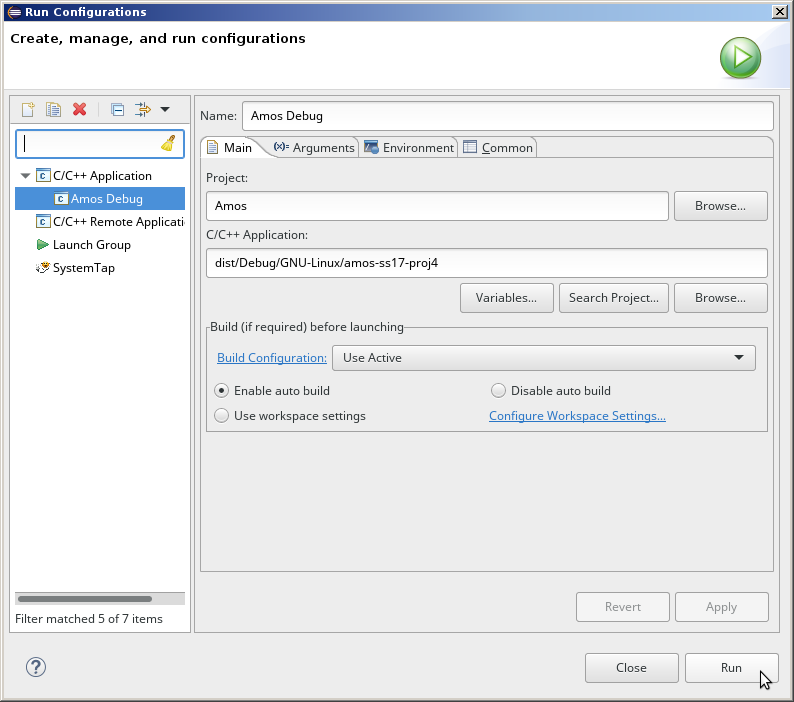 Run Configurations
Create, manage, and run configurations
Name: Amos Debug
Main (x)= Arguments Environment Common
C/C++ Application
Amos Debug
C/C++ Remote Applicati
Launch Group
SystemTap
Filter matched 5 of 7 items
Project:
Amos Browse...
C/C++ Application:
dist/Debug/GNU-Linux/amos-ss17-proj4
Variables... Search Project... Browse...
Build (if required) before launching
Build Configuration: Use Active
Enable auto build Disable auto build
Use workspace settings Configure Workspace Settings...
Revert Apply
? Close Run